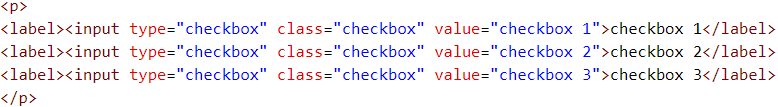 <p>
<label><input type="checkbox" class="checkbox" value="checkbox 1">checkbox 1</label>
<label><input type="checkbox" class="checkbox" value="checkbox 2">checkbox 2</label>
<label><input type="checkbox" class="checkbox" value="checkbox 3">checkbox 3</label>
</p>